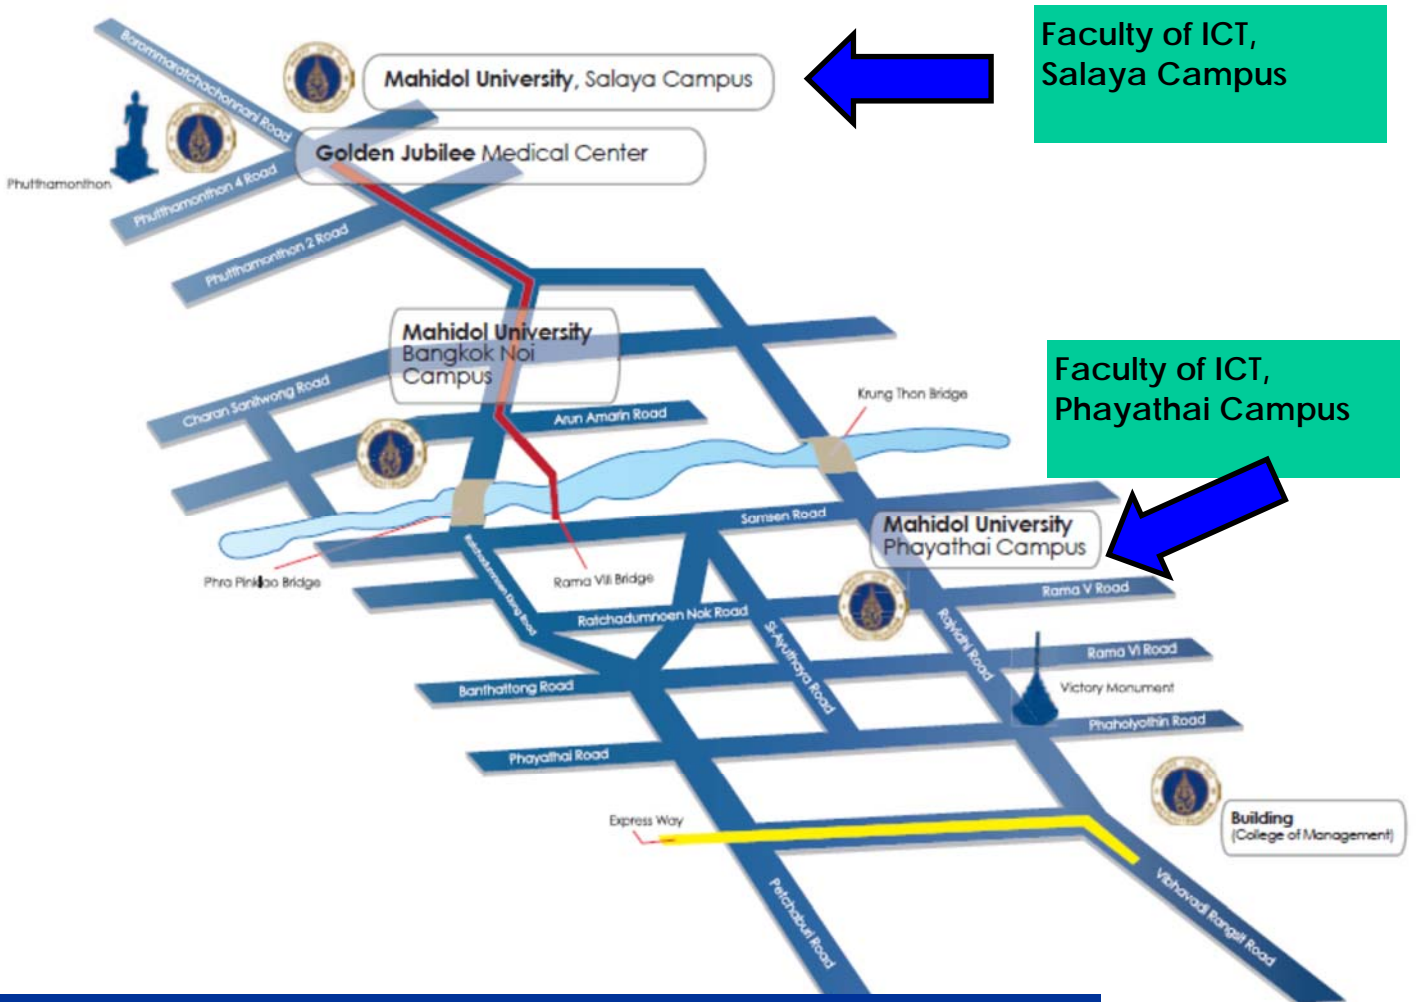 Faculty of ICT,
Salaya Campus
Barommaratchachonnani Road
Mahidol University, Salaya Campus
Golden Jubilee Medical Center
Phutthamonthon
Phutthamonthon 4 Road
Phutthamonthon 2 Road
Mahidol University
Bangkok Noi
Campus
Faculty of ICT,
Phayathai Campus
Charan Sanitwong Road
Krung Thon Bridge
Arun Amarin Road
Samsen Road
Mahidol University
Phayathai Campus
Phra Pinklao Bridge
Ratchadumnoen Klang Road
Rama VIII Bridge
Rama V Road
Ratchadumnoen Nok Road
Si-Ayutthaya Road
Rajvidhi Road
Rama VI Road
Banthattong Road
Victory Monument
Phaholyothin Road
Phayathai Road
Express Way
Building
(College of Management)
Petchaburi Road
Vibhavadi Rangsit Road